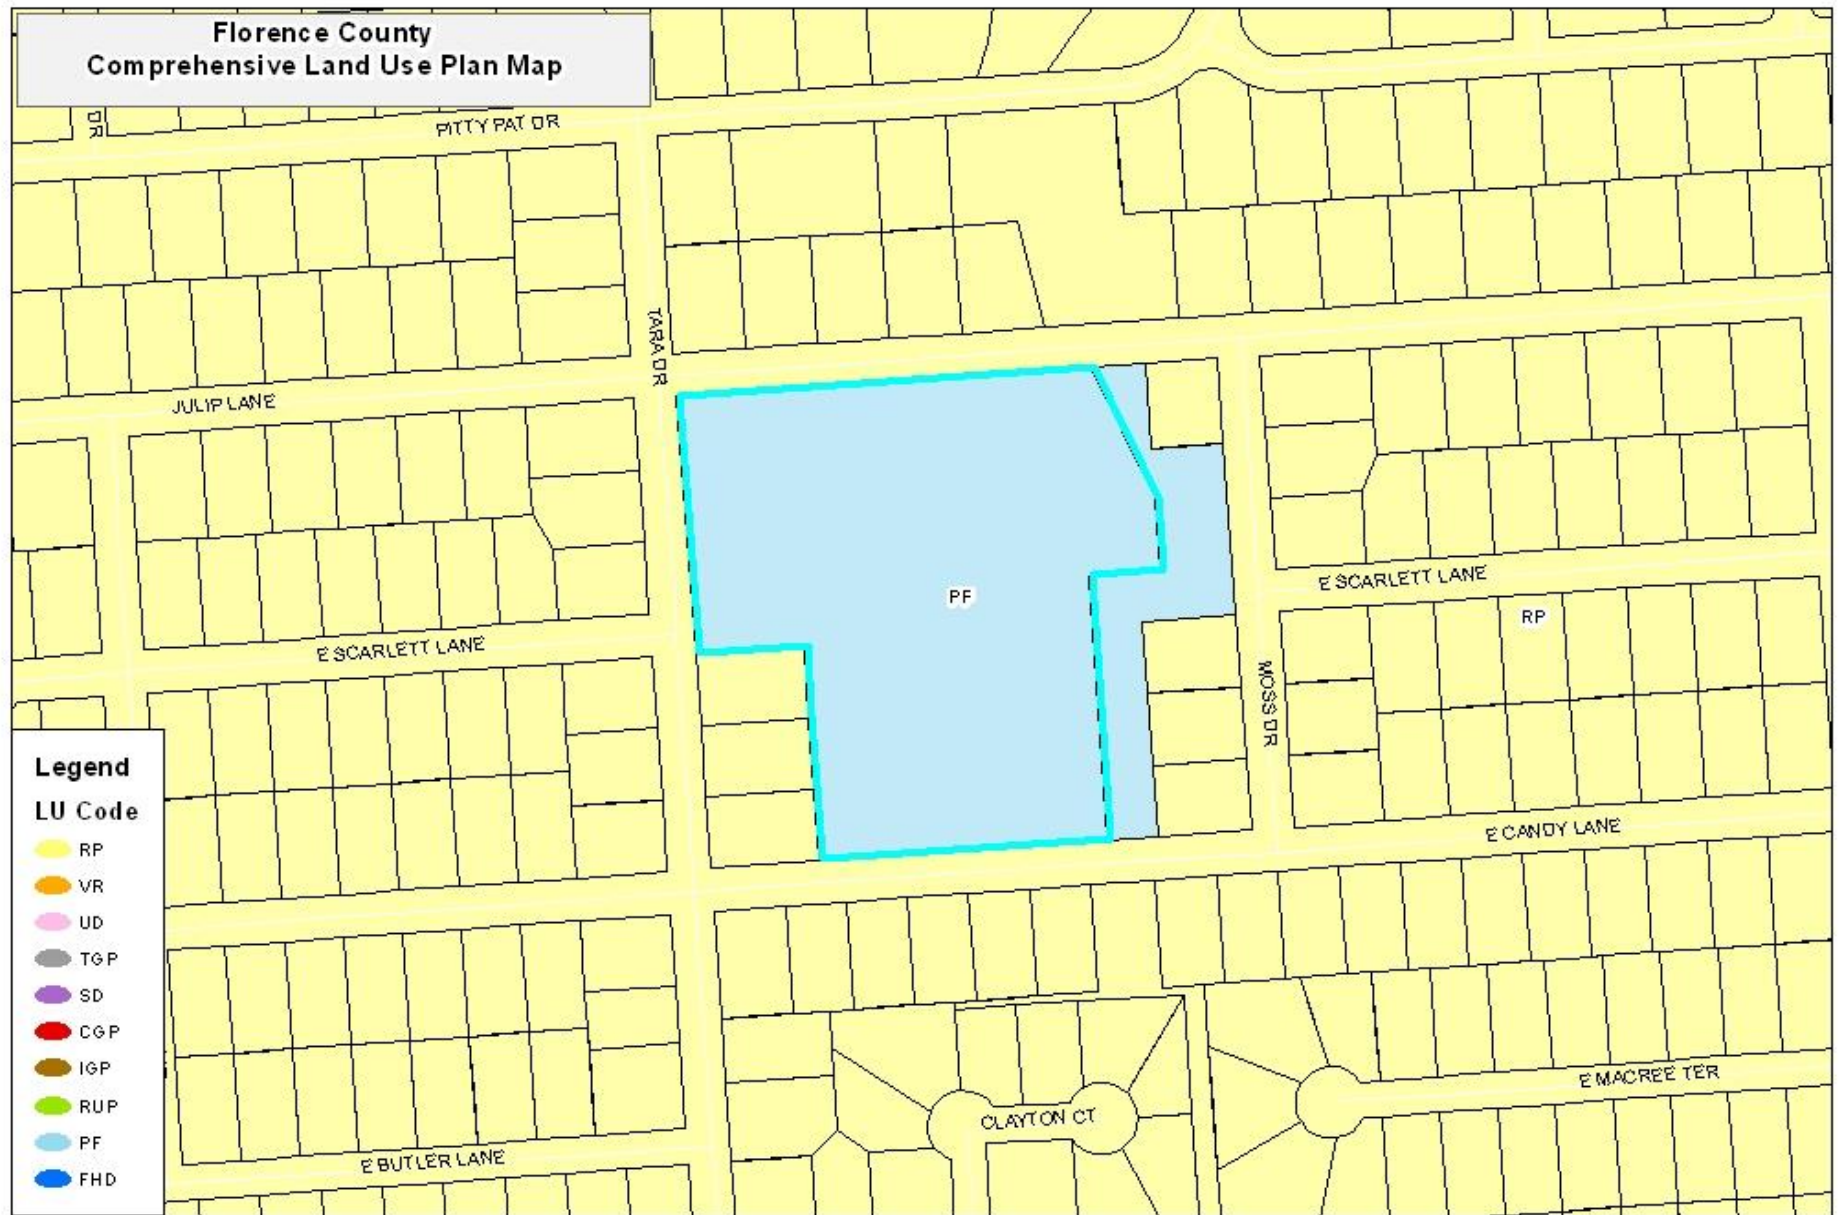 Florence County
Comprehensive Land Use Plan Map
DR
PITTY PAT DR
TARA DR
JULIP LANE
E SCARLETT LANE
PF
E SCARLETT LANE
RP
MOSS DR
E CANDY LANE
Legend
LU Code
RP
VR
UD
TGP
SD
CGP
IGP
RUP
PF
FHD
E MACREE TER
CLAYTON CT
E BUTLER LANE